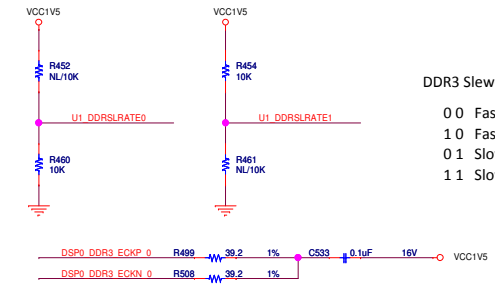 VCC1V5
VCC1V5
R452
NL/10K
R454
10K
DDR3 Slew
U1_DDRSLRATE0
U1_DDRSLRATE1
0 0 Fas
1 0 Fas
0 1 Slo
1 1 Slo
R460
10K
R461
NL/10K
DSP0_DDR3_ECKP_0 R499 39.2 1% C533 0.1uF 16V VCC1V5
DSP0_DDR3_ECKN_0 R508 39.2 1%